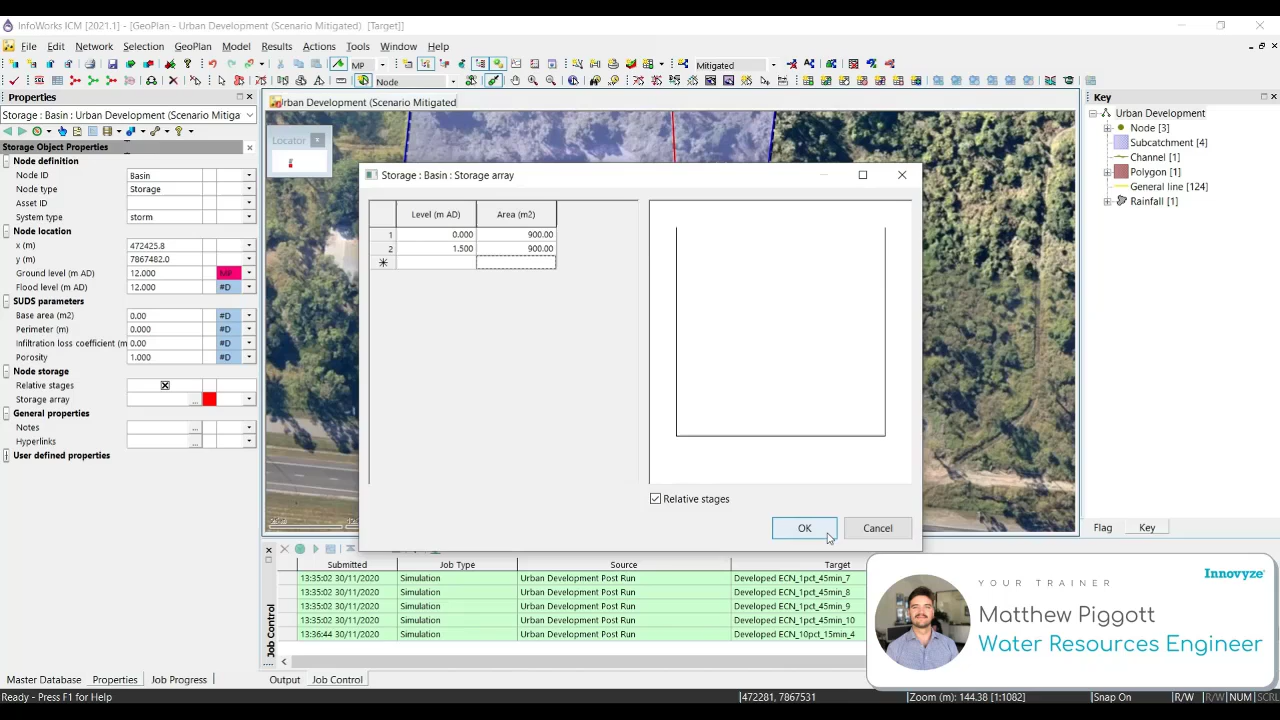 InfoWorks ICM [2021.1] - [GeoPlan - Urban Development (Scenario Mitigated) [Target]]
File Edit Network Selection GeoPlan Model Results Actions Tools Window Help
MP Mitigated
Node
Properties
Storage : Basin : Urban Development (Scenario Mitiga
Storage Object Properties
Node definition
Node ID Basin
Node type Storage
Asset ID
System type storm
Node location
x (m) 472425.8
y (m) 7867482.0
Ground level (m AD) 12.000 MP
Flood level (m AD) 12.000 #D
SUDS parameters
Base area (m2) 0.00 #D
Perimeter (m) 0.000 #D
Infiltration loss coefficient (m 0.00 #D
Porosity 1.000 #D
Node storage
Relative stages
Storage array ...
General properties
Notes ...
Hyperlinks ...
User defined properties
Master Database Properties Job Progress
Urban Development (Scenario Mitigated
Locator
Storage : Basin : Storage array
Level (m AD) Area (m2)
1 0.000 900.00
2 1.500 900.00
Relative stages
OK Cancel
Key
Urban Development
Node [3]
Subcatchment [4]
Channel [1]
Polygon [1]
General line [124]
Rainfall [1]
Flag Key
Job Control
Submitted Job Type Source Target
13:35:02 30/11/2020 Simulation Urban Development Post Run Developed ECN_1pct_45min_7
13:35:02 30/11/2020 Simulation Urban Development Post Run Developed ECN_1pct_45min_8
13:35:02 30/11/2020 Simulation Urban Development Post Run Developed ECN_1pct_45min_9
13:35:02 30/11/2020 Simulation Urban Development Post Run Developed ECN_1pct_45min_10
13:36:44 30/11/2020 Simulation Urban Development Post Run Developed ECN_10pct_15min_4
Output Job Control
Innovyze
YOUR TRAINER
Matthew Piggott
Water Resources Engineer
Ready - Press F1 for Help 472281, 7867531 Zoom (m): 144.38 [1:1082] Snap On R/W R/W NUM SCRL